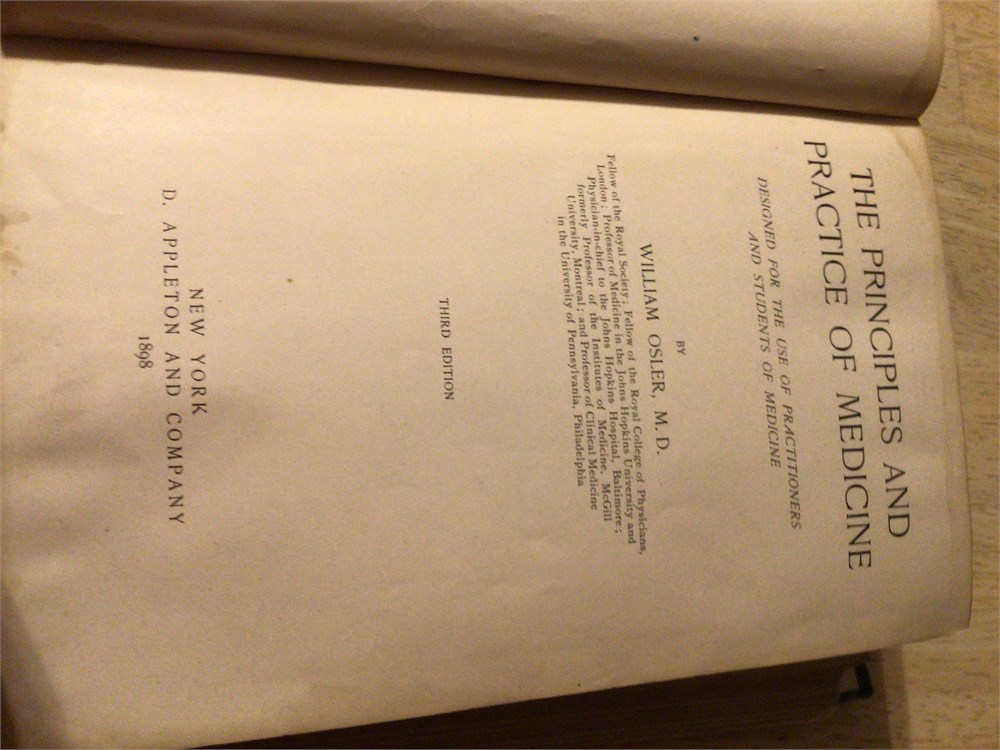 THE PRINCIPLES AND
PRACTICE OF MEDICINE
DESIGNED FOR THE USE OF PRACTITIONERS
AND STUDENTS OF MEDICINE
BY
WILLIAM OSLER, M. D.
Fellow of the Royal Society; Fellow of the Royal College of Physicians,
London; Professor of Medicine in the Johns Hopkins University and
Physician-in-chief to the Johns Hopkins Hospital, Baltimore;
formerly Professor of the Institutes of Medicine, McGill
University, Montreal; and Professor of Clinical Medicine
in the University of Pennsylvania, Philadelphia
THIRD EDITION
NEW YORK
D. APPLETON AND COMPANY
1898